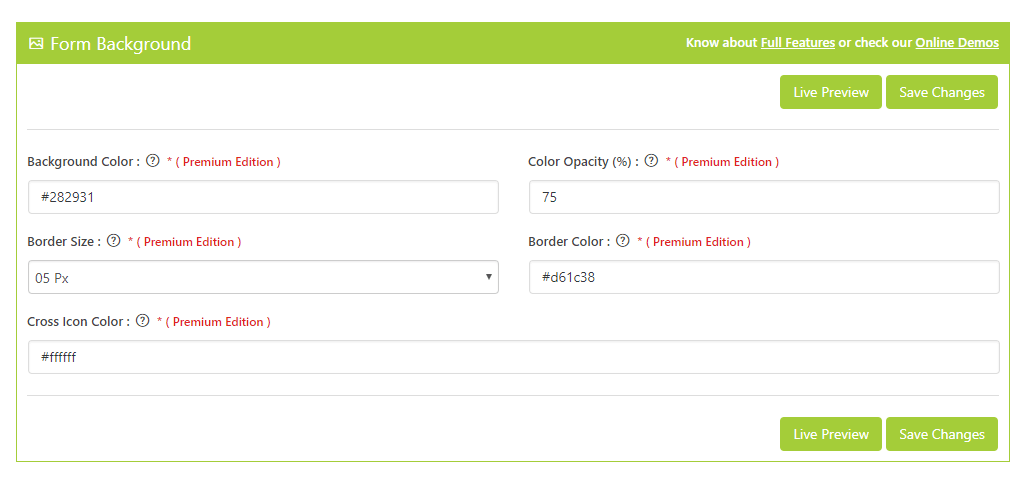 Form Background
Know about Full Features or check our Online Demos
Live Preview
Save Changes
Background Color : ? * ( Premium Edition )
Color Opacity (%) : ? * ( Premium Edition )
#282931
75
Border Size : ? * ( Premium Edition )
Border Color : ? * ( Premium Edition )
05 Px
#d61c38
Cross Icon Color : ? * ( Premium Edition )
#ffffff
Live Preview
Save Changes